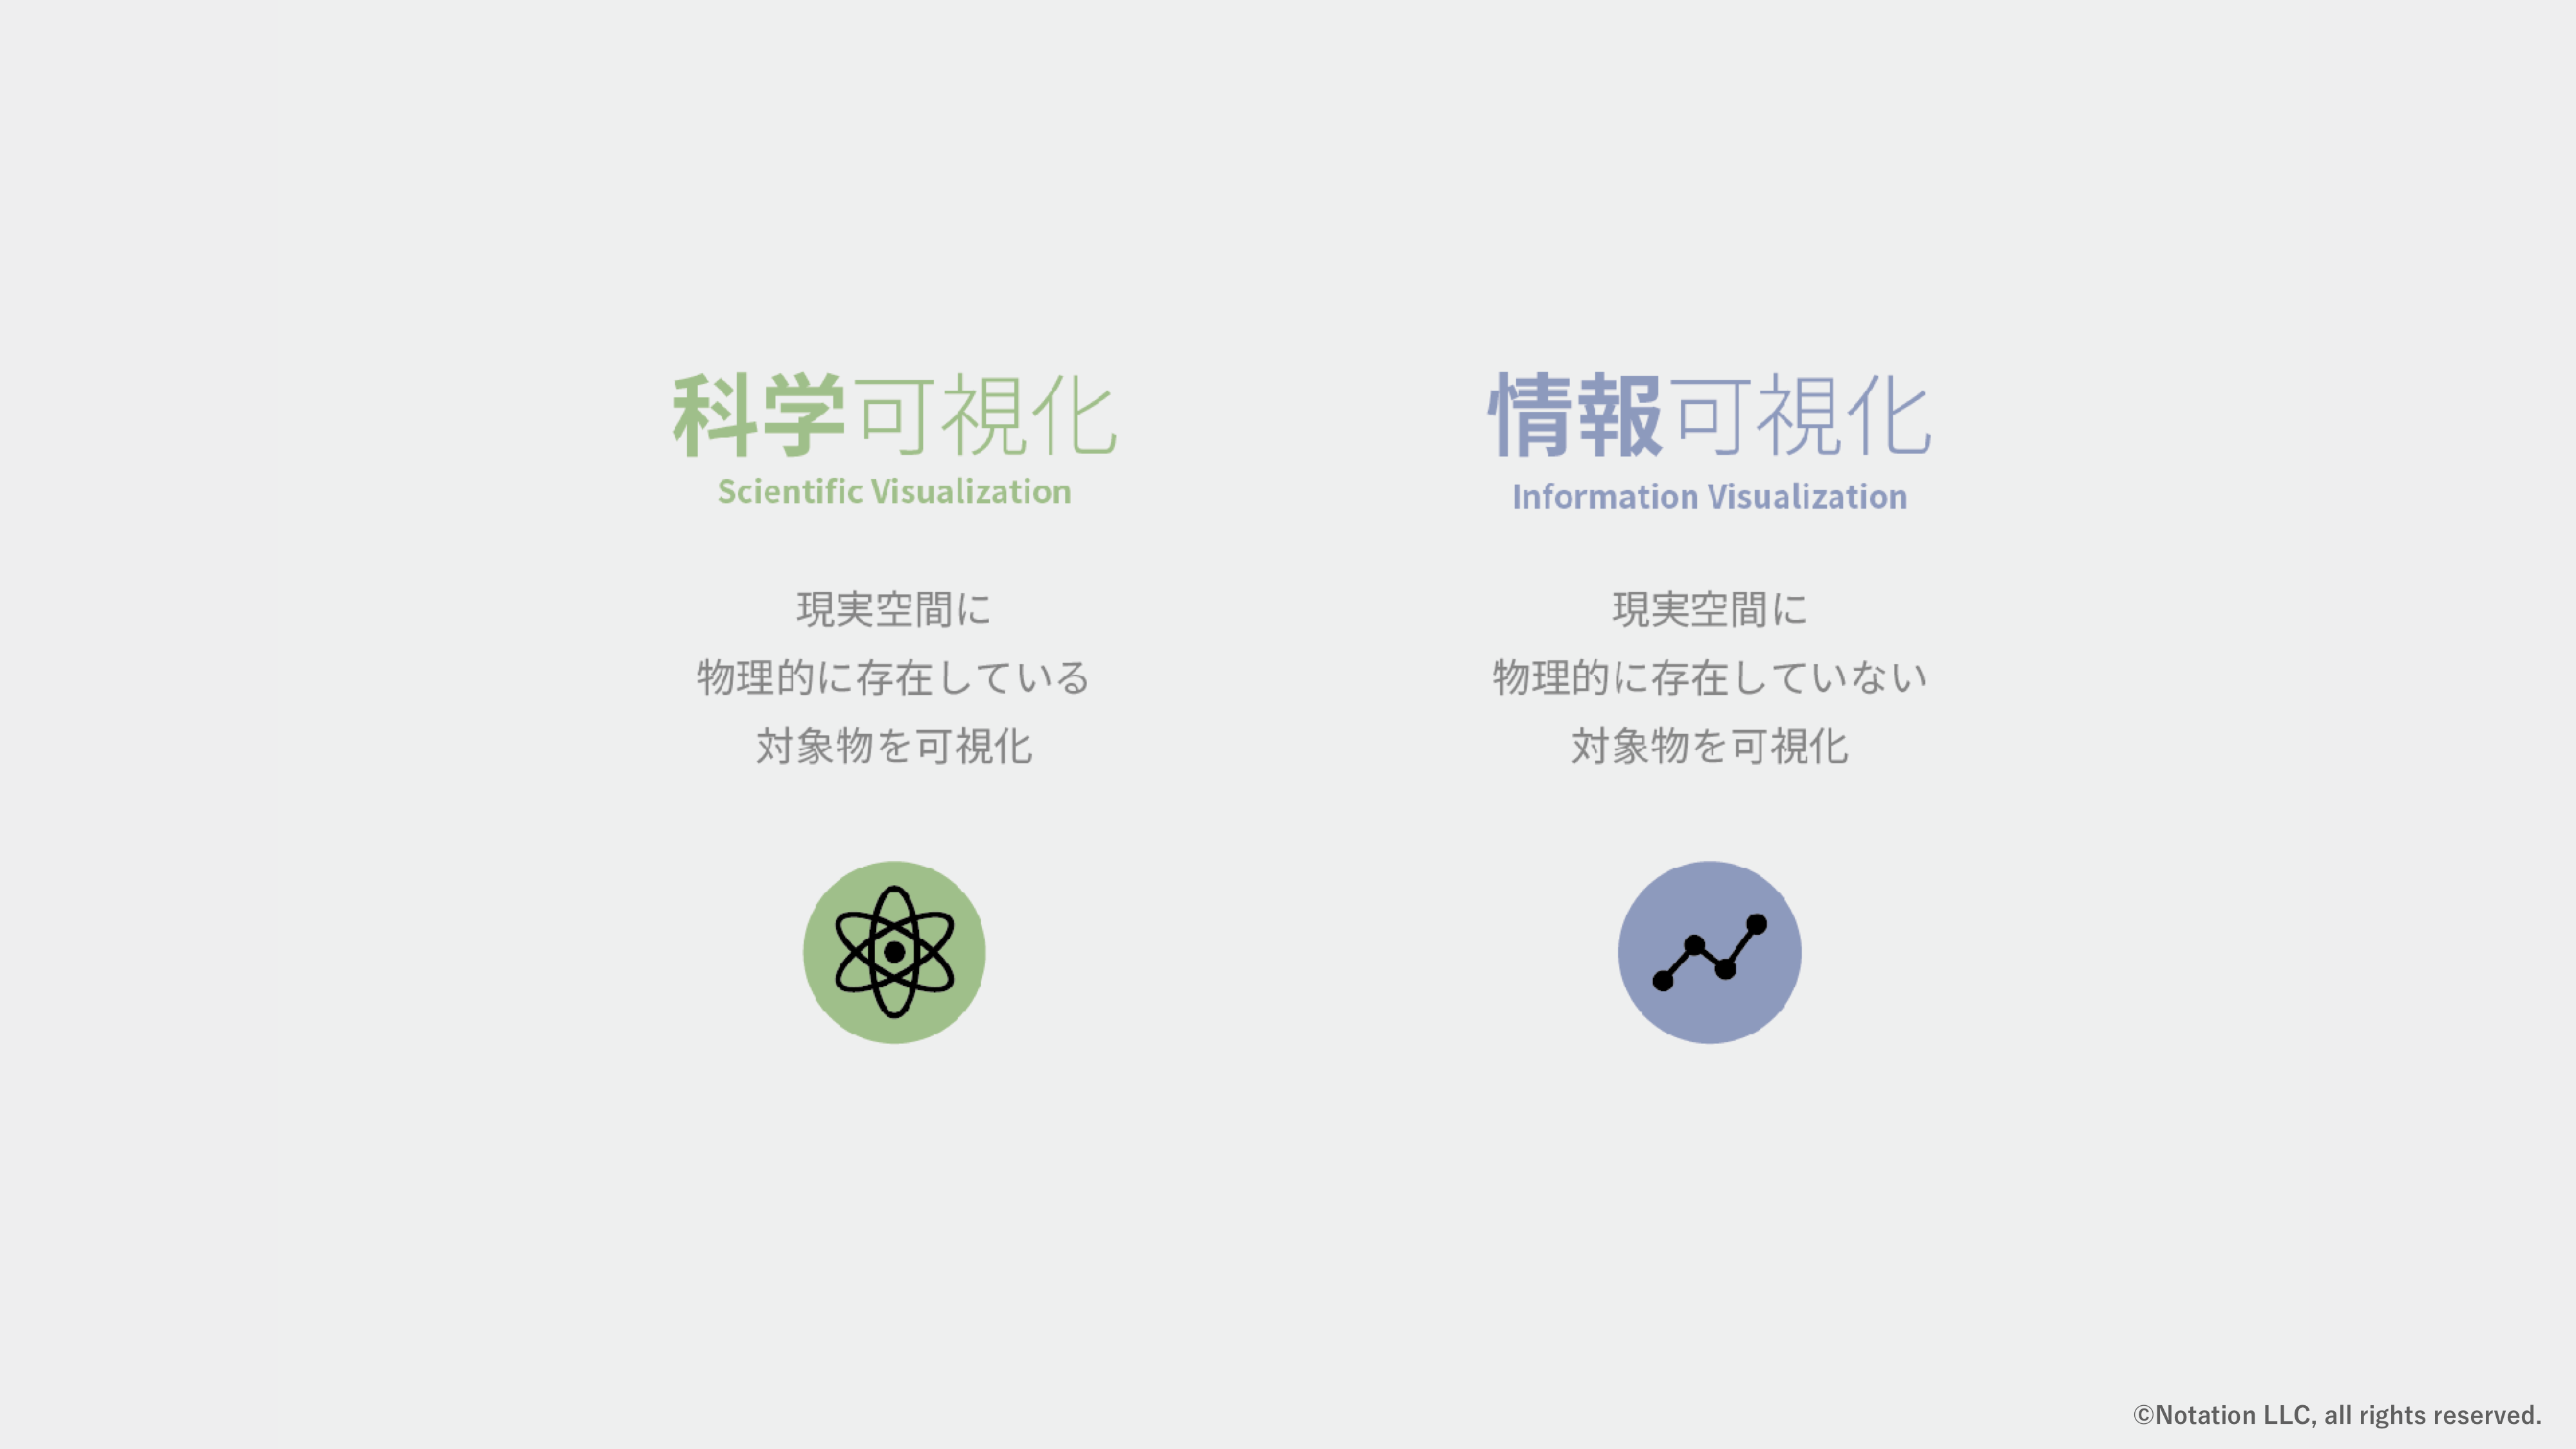 科学可視化
Scientific Visualization
現実空間に
物理的に存在している
対象物を可視化
情報可視化
Information Visualization
現実空間に
物理的に存在していない
対象物を可視化
©Notation LLC, all rights reserved.